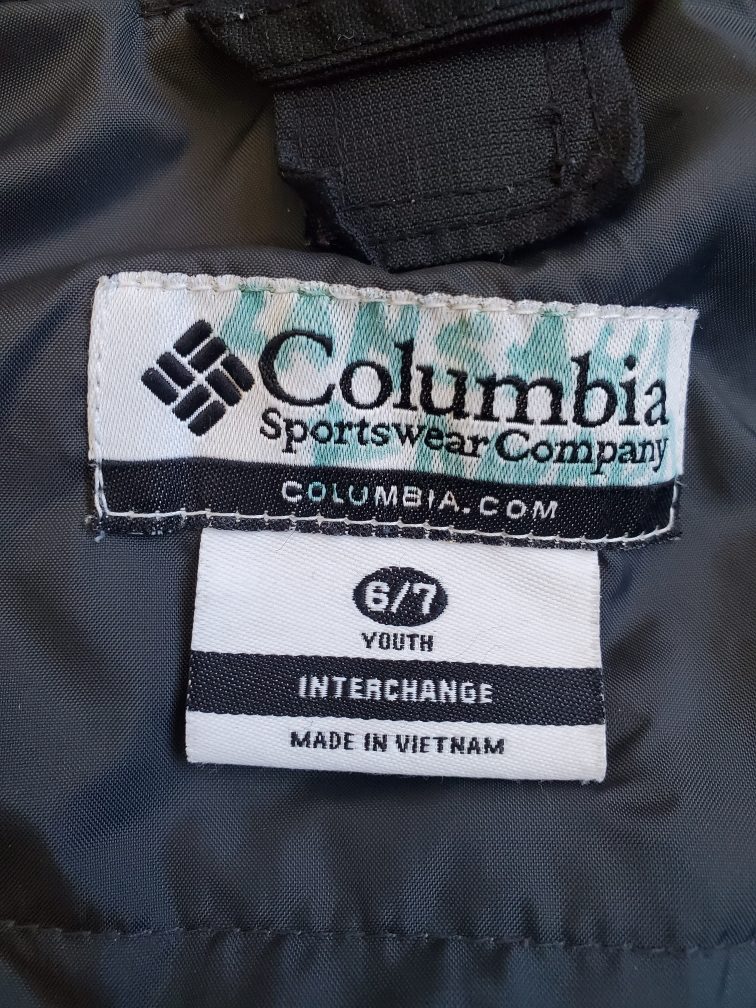 Columbia
Sportswear Company
COLUMBIA.COM
6/7
YOUTH
INTERCHANGE
MADE IN VIETNAM